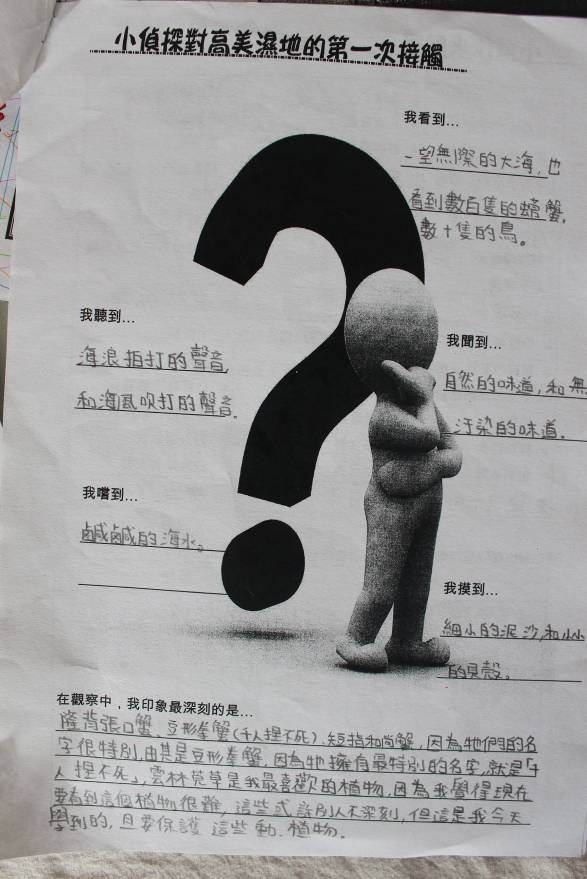 小偵探對高美濕地的第一次接觸
我看到...
一望無際的大海,也
看到數百隻的螃蟹,
數十隻的鳥。
我聽到...
海浪拍打的聲音,
和海風吹打的聲音。
我聞到...
自然的味道,和無
汙染的味道。
我嚐到...
鹹鹹的海水。
我摸到...
細小的泥沙,和小小
的貝殼。
在觀察中,我印象最深刻的是...
隆背張口蟹、豆形拳蟹(千人捏不死)、短指和尚蟹,因為牠們的名
字很特別,由其是豆形拳蟹,因為牠擁有最特別的名字,就是「千
人捏不死」,雲林莞草是我最喜歡的植物,因為我覺得現在
要看到這個植物很難,這些或許別人不深刻,但這是我今天
學到的,且要保護這些動、植物。